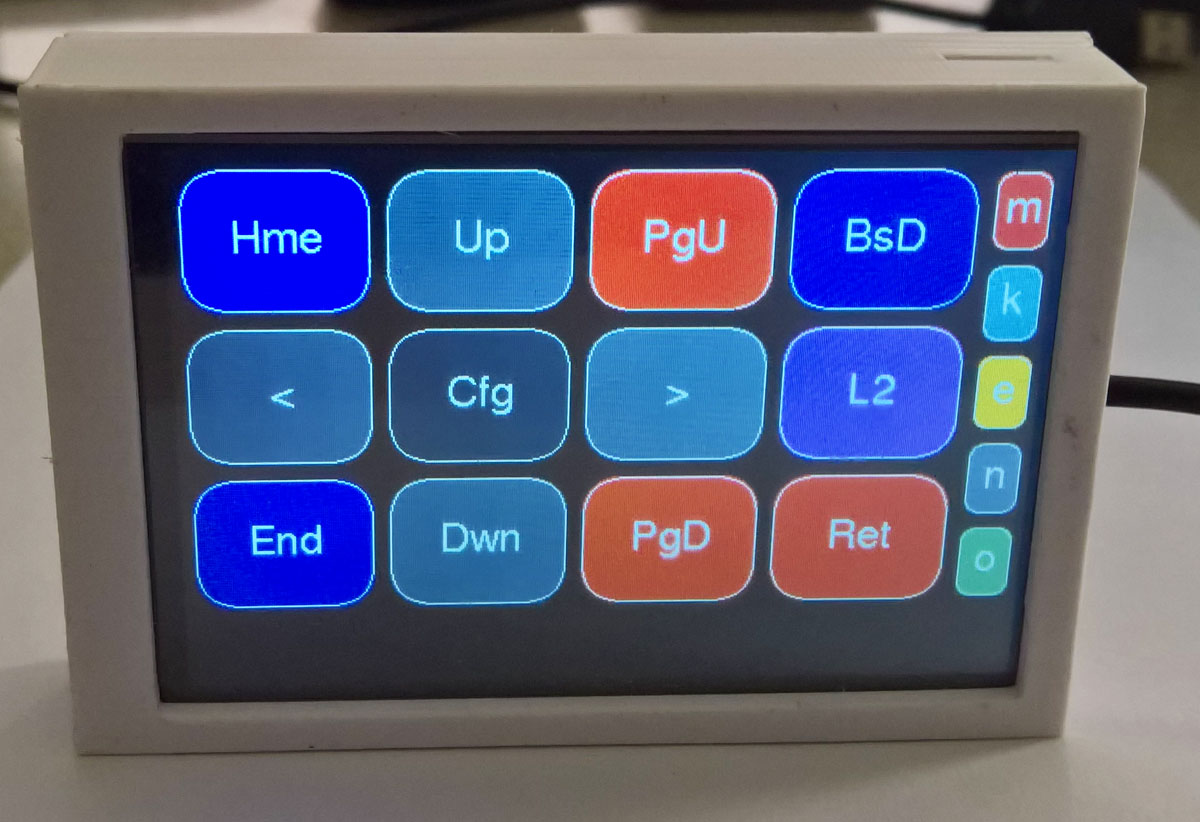 Hme Up PgU BsD m
k
< Cfg > L2 e
n
End Dwn PgD Ret o